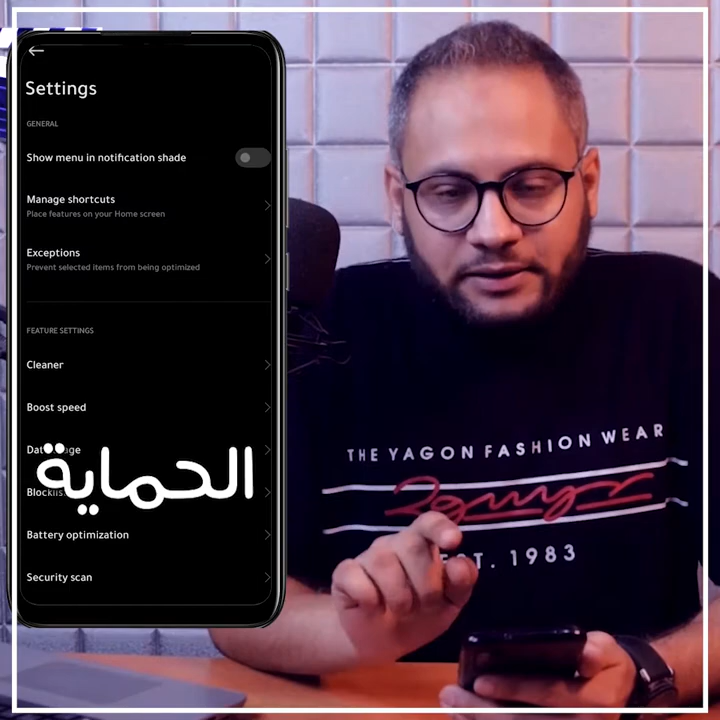 Settings
GENERAL
Show menu in notification shade
Manage shortcuts
Place features on your Home screen
Exceptions
Prevent selected items from being optimized
FEATURE SETTINGS
Cleaner
Boost speed
الحماية
Battery optimization
Security scan
THE YAGON FASHION WEAR
1983